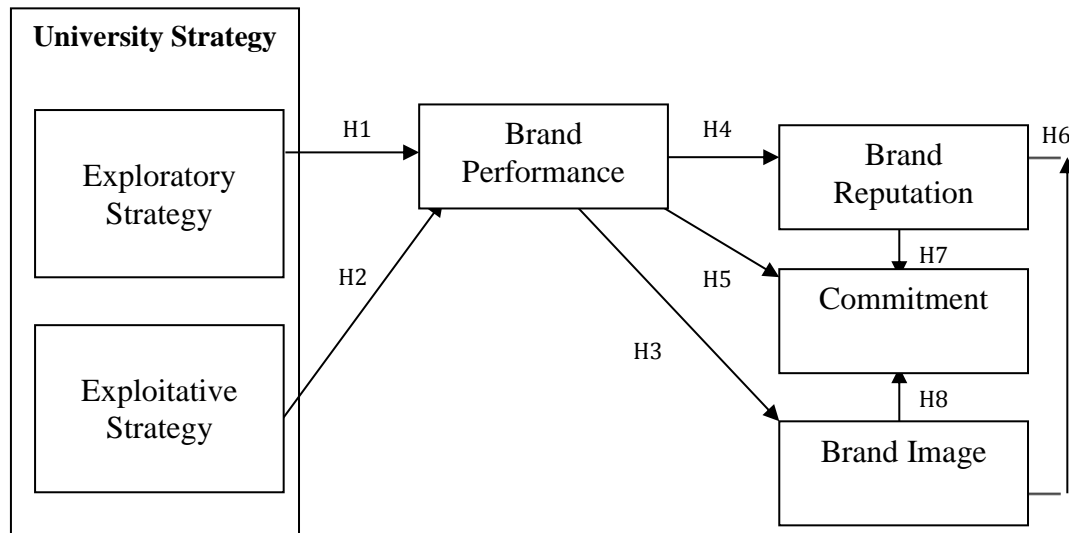 University Strategy
Exploratory
Strategy
Exploitative
Strategy
H1
H2
Brand
Performance
H4
H5
H3
Brand
Reputation
H6
H7
Commitment
H8
Brand Image